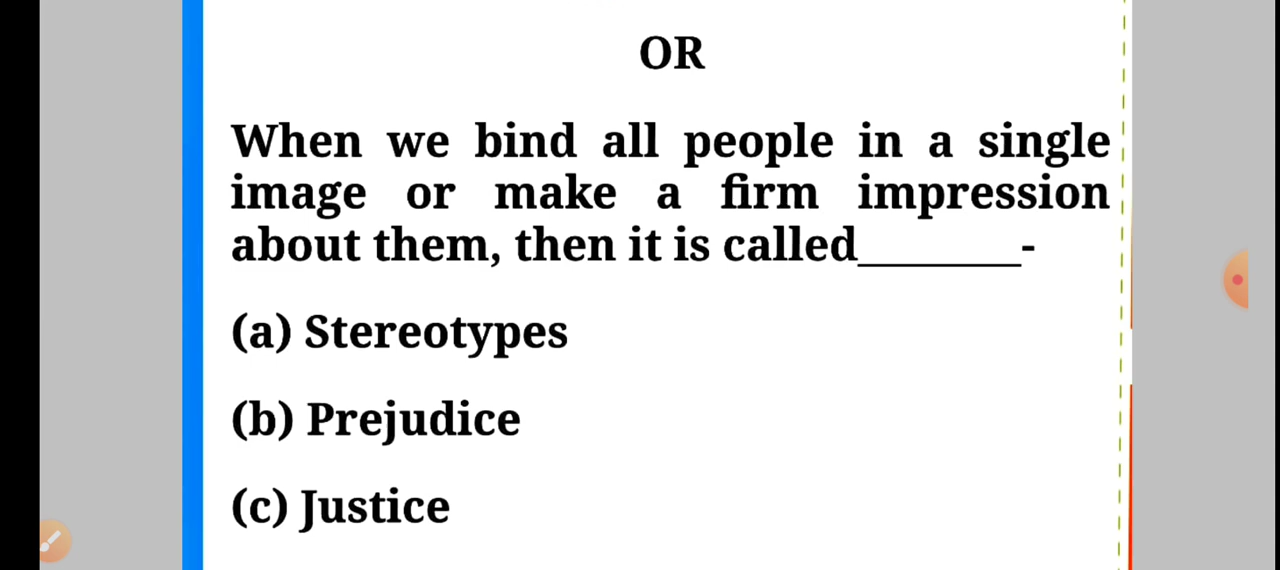 OR
When we bind all people in a single
image or make a firm impression
about them, then it is called_______-
(a) Stereotypes
(b) Prejudice
(c) Justice